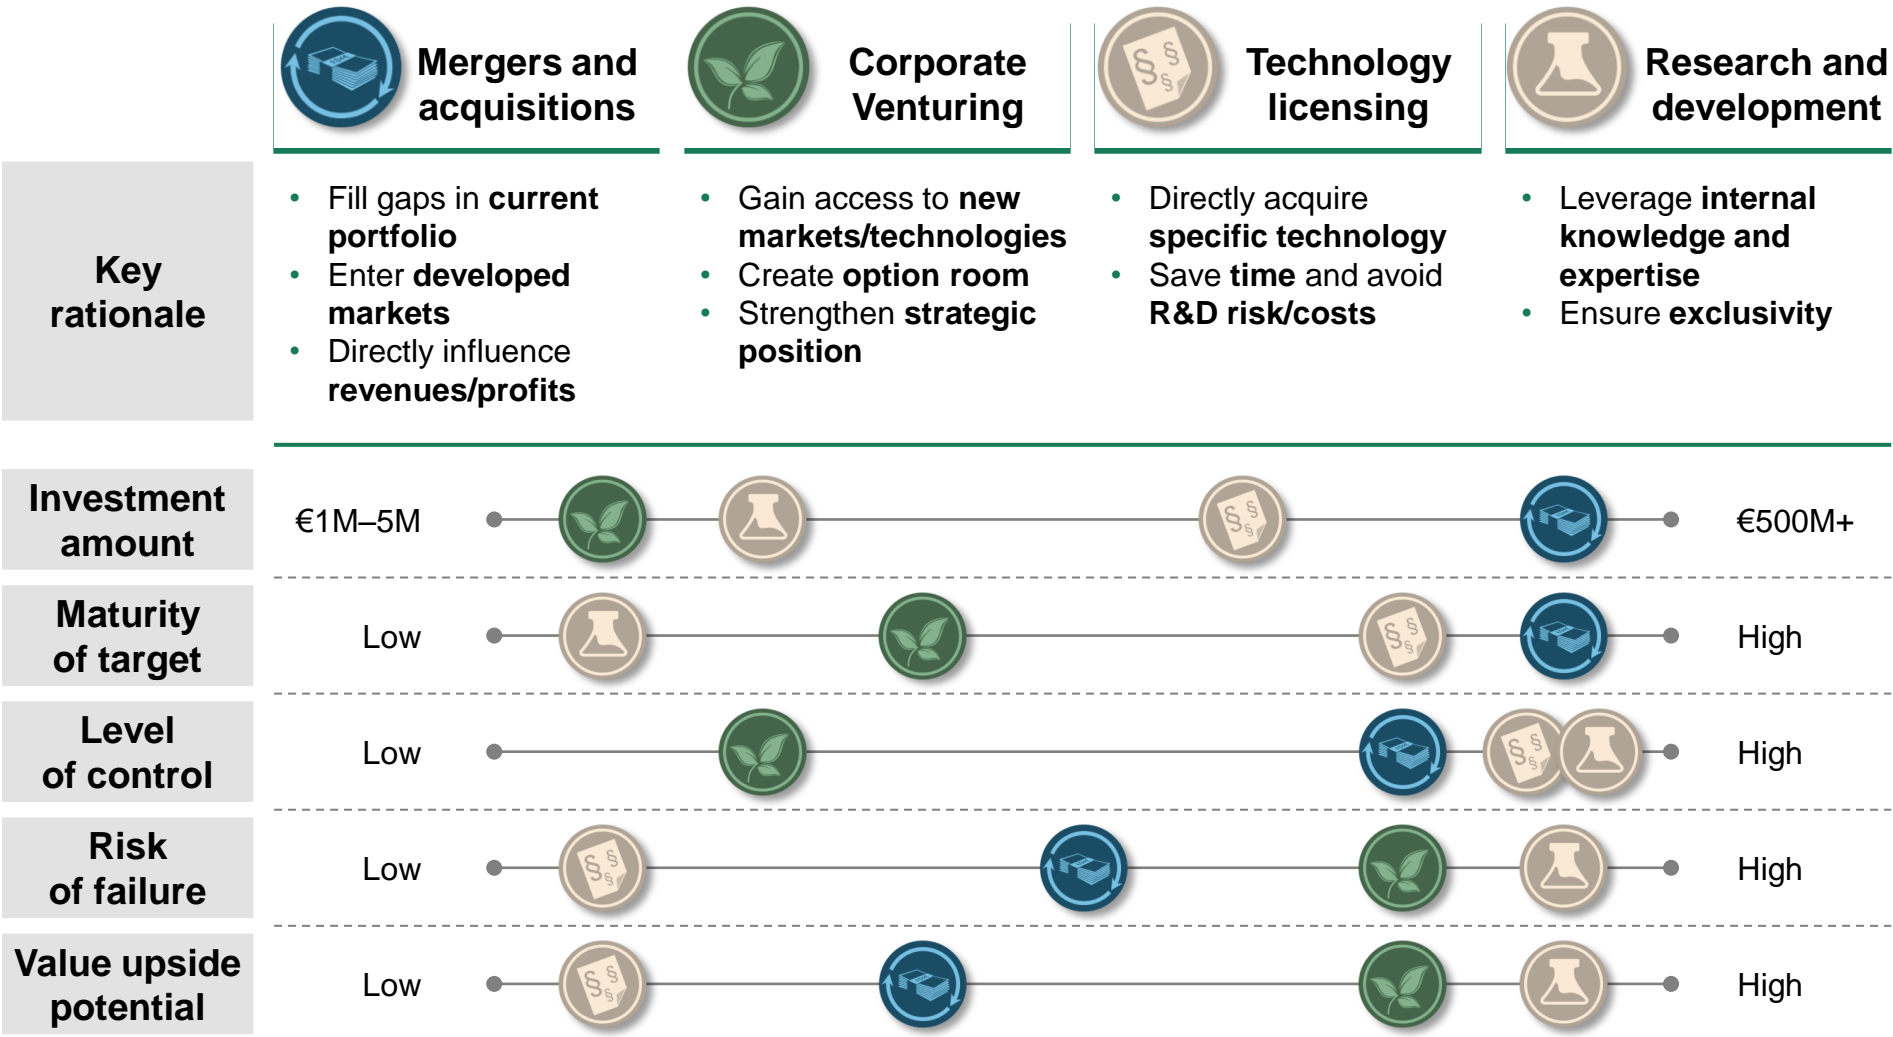 Mergers and
acquisitions
Corporate
Venturing
Technology
licensing
Research and
development
Key
rationale
• Fill gaps in current
portfolio
• Enter developed
markets
• Directly influence
revenues/profits
• Gain access to new
markets/technologies
• Create option room
• Strengthen strategic
position
• Directly acquire
specific technology
• Save time and avoid
R&D risk/costs
• Leverage internal
knowledge and
expertise
• Ensure exclusivity
Investment
amount
€1M–5M
€500M+
Maturity
of target
Low
High
Level
of control
Low
High
Risk
of failure
Low
High
Value upside
potential
Low
High